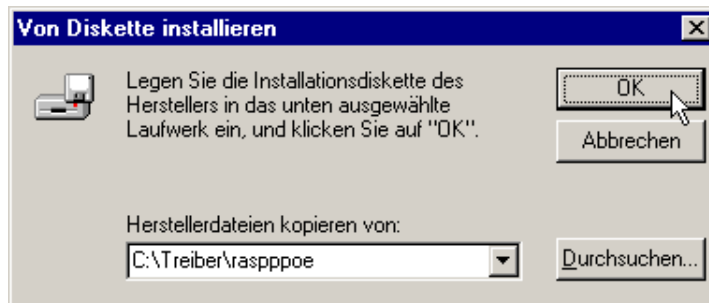 Von Diskette installieren
Legen Sie die Installationsdiskette des
Herstellers in das unten ausgewählte
Laufwerk ein, und klicken Sie auf "OK".
OK
Abbrechen
Herstellerdateien kopieren von:
C:\Treiber\raspppoe
Durchsuchen...